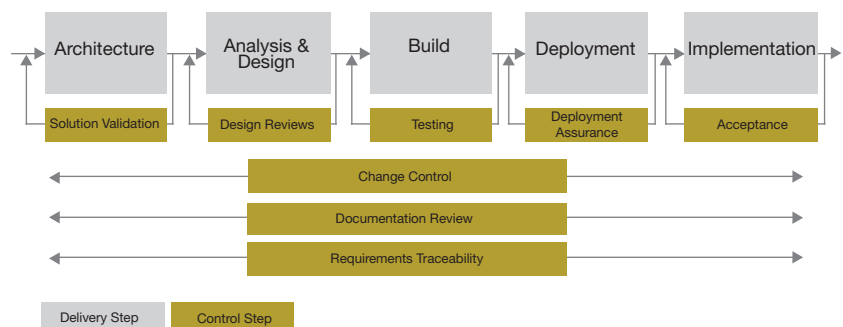 Architecture
Analysis &
Design
Build
Deployment
Implementation
Solution Validation
Design Reviews
Testing
Deployment
Assurance
Acceptance
Change Control
Documentation Review
Requirements Traceability
Delivery Step
Control Step